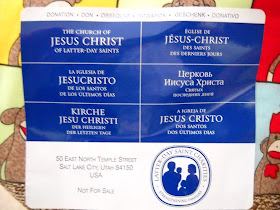 DONATION • DON •
GESCHENK • DONATIVO
THE CHURCH OF
JESUS CHRIST
OF LATTER-DAY SAINTS
ÉGLISE DE
JÉSUS-CHRIST
DES SAINTS
DES DERNIERS JOURS
LA IGLESIA DE
JESUCRISTO
DE LOS SANTOS
DE LOS ÚLTIMOS DÍAS
Церковь
Иисуса Христа
Святых
последних дней
KIRCHE
JESU CHRISTI
DER HEILIGEN
DER LETZTEN TAGE
A IGREJA DE
JESUS CRISTO
DOS SANTOS
DOS ÚLTIMOS DIAS
50 EAST NORTH TEMPLE STREET
SALT LAKE CITY, UTAH 84150
USA
NOT FOR SALE
LATTER-DAY SAINT CHARITIES